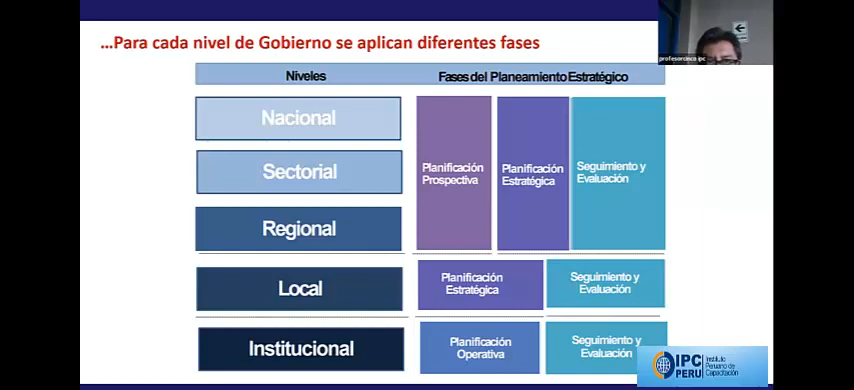 ...Para cada nivel de Gobierno se aplican diferentes fases
profesorcinco.ipc
Niveles
Fases del Planeamiento Estratégico
Nacional
Sectorial
Regional
Planificación
Prospectiva
Planificación
Estratégica
Seguimiento y
Evaluación
Local
Planificación
Estratégica
Seguimiento y
Evaluación
Institucional
Planificación
Operativa
Seguimiento y
Evaluación
IPC
PERU
Instituto
Peruano de
Capacitación